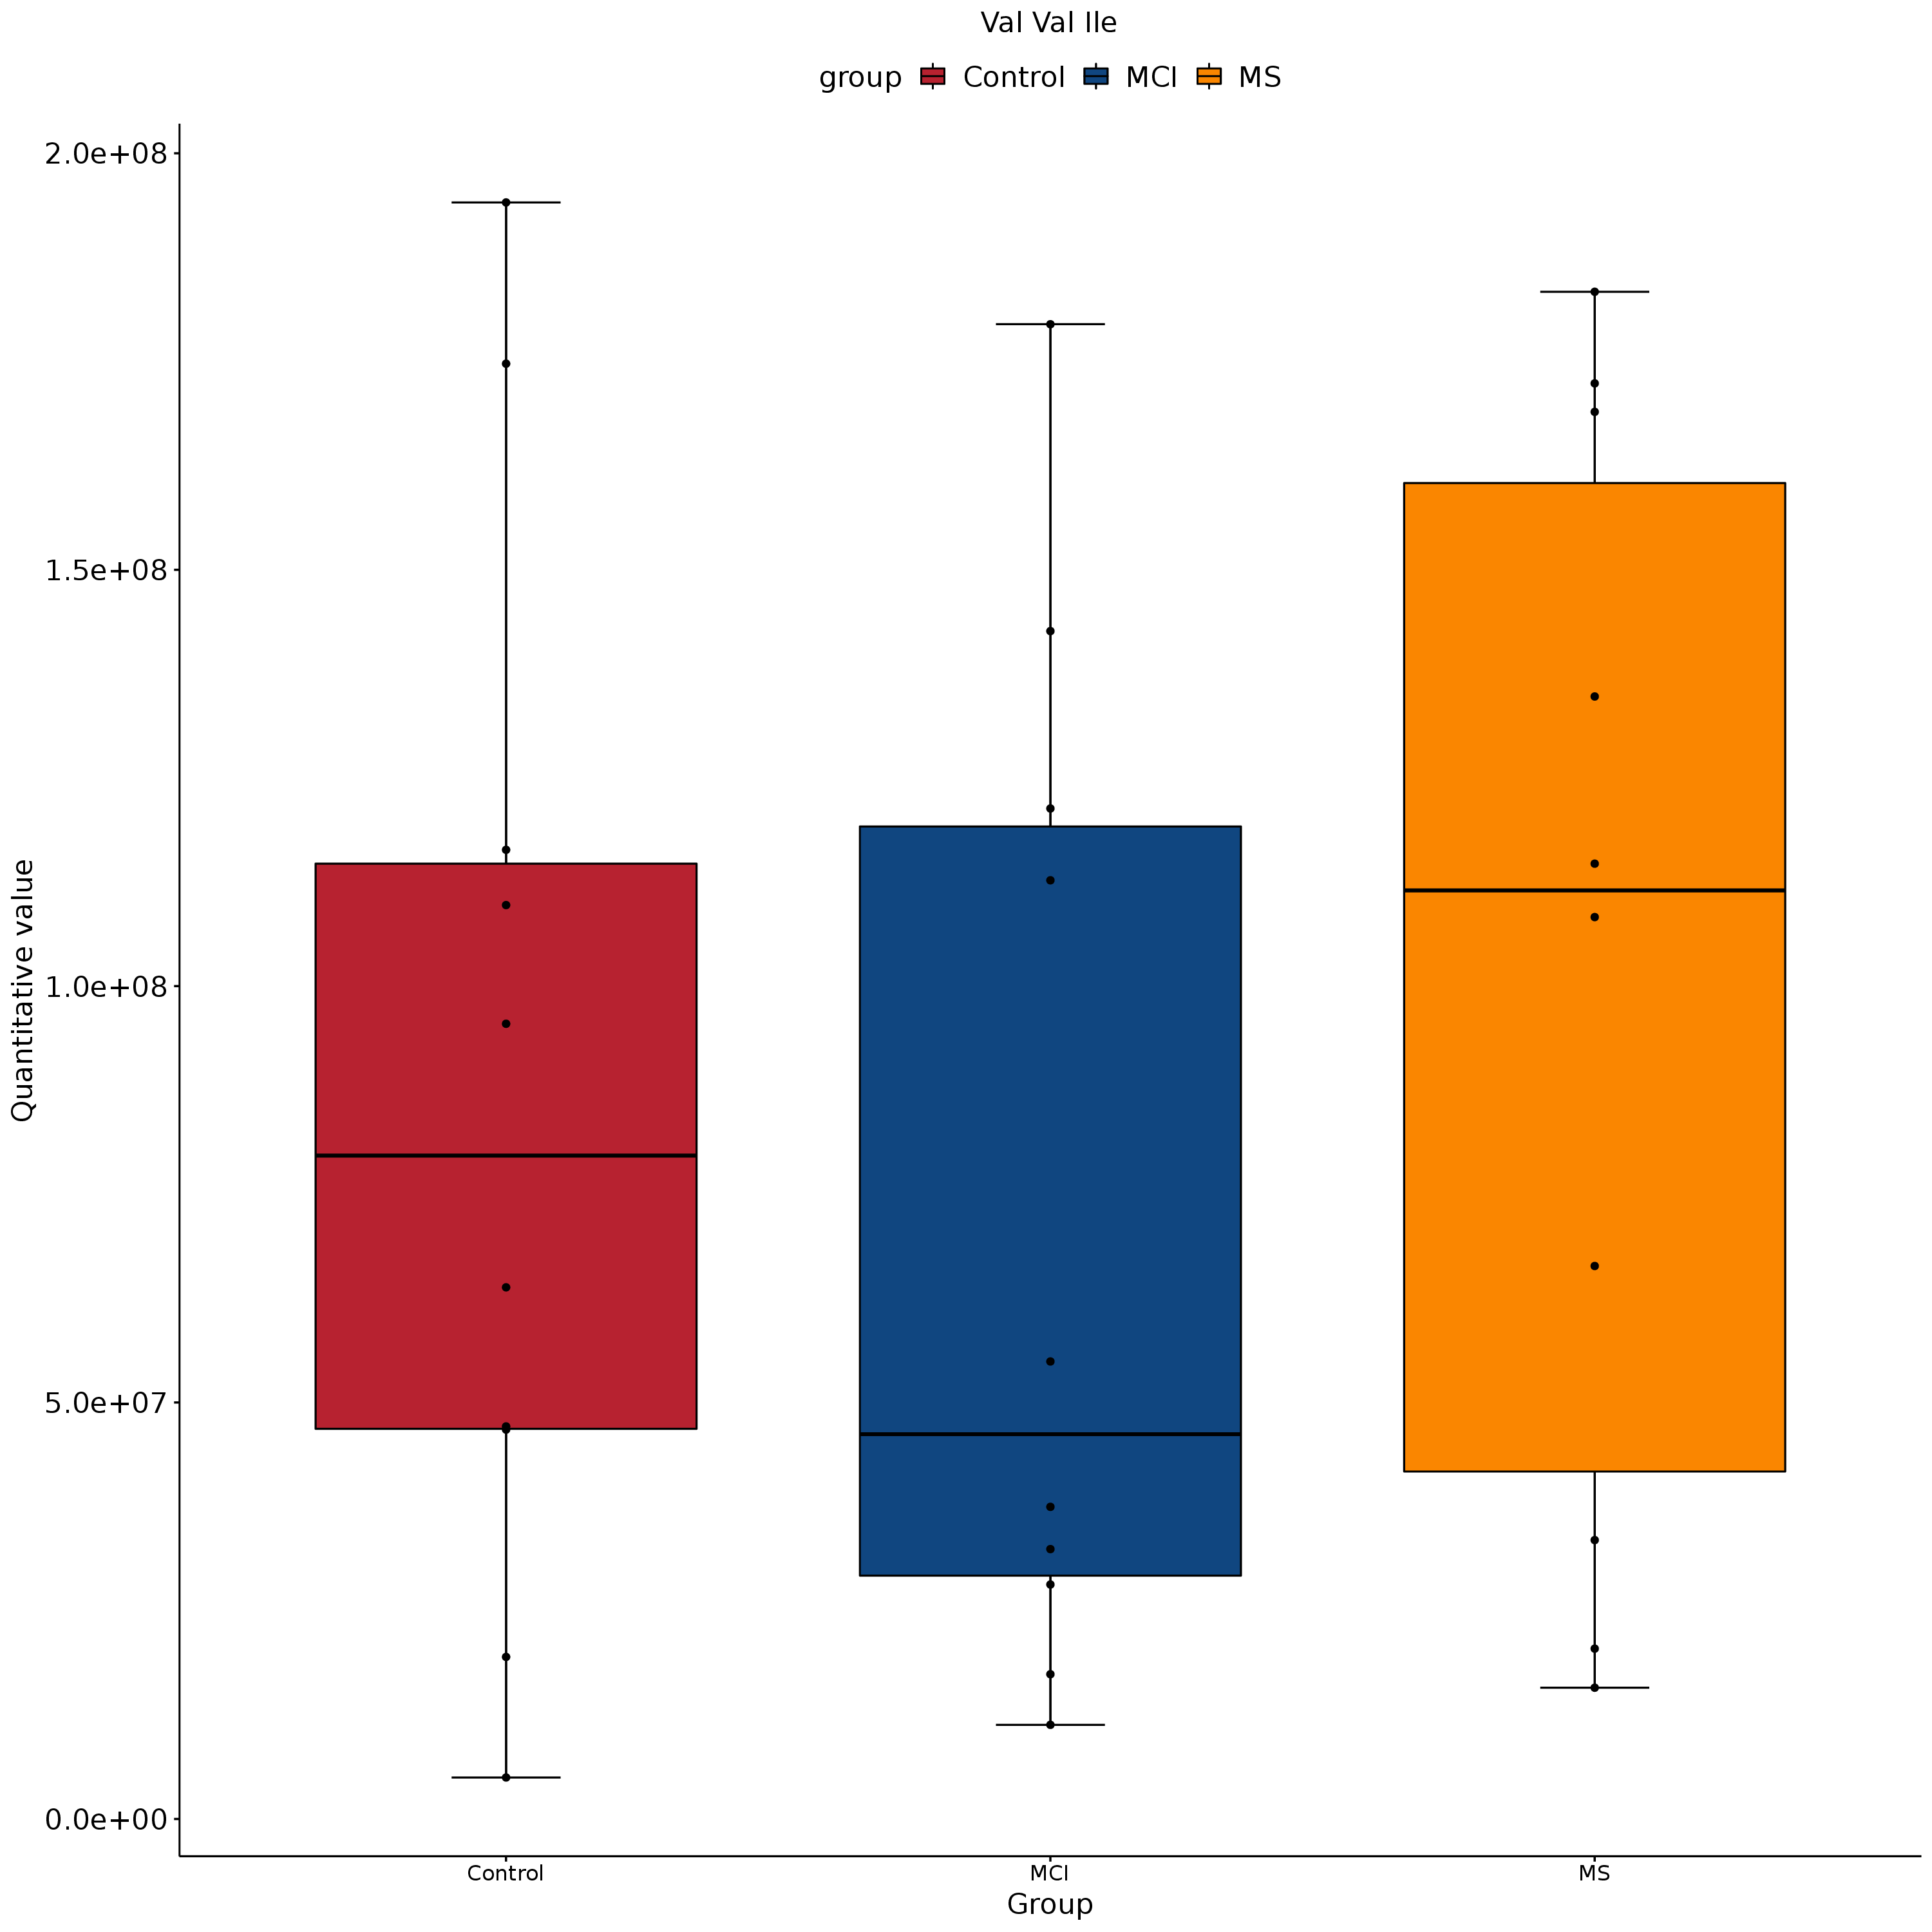 Val Val Ile
group Control MCI MS
2.0e+08
1.5e+08
1.0e+08
5.0e+07
0.0e+00
Quantitative value
Control MCI MS
Group